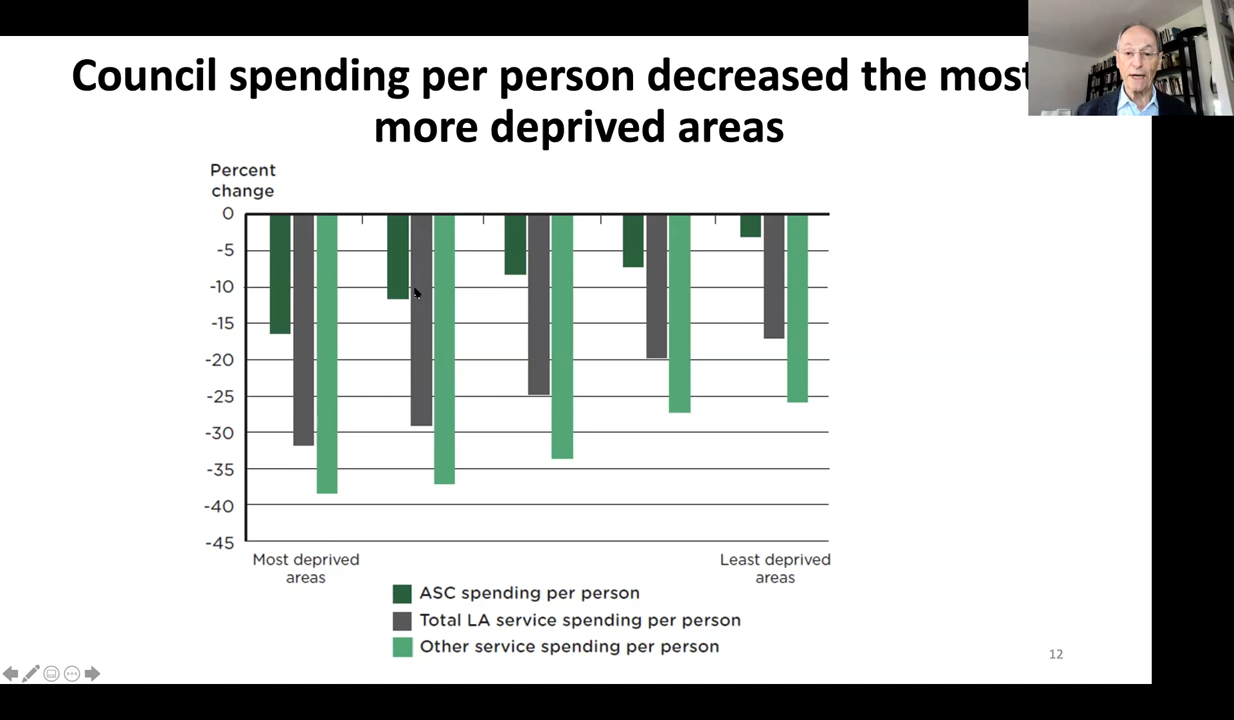 Council spending per person decreased the most
more deprived areas
Percent
change
0
-5
-10
-15
-20
-25
-30
-35
-40
-45
Most deprived
areas
Least deprived
areas
ASC spending per person
Total LA service spending per person
Other service spending per person
12